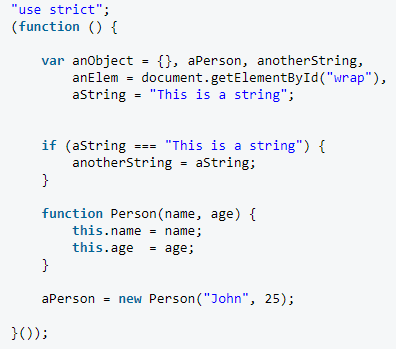 "use strict";
(function () {
    var anObject = {}, aPerson, anotherString,
        anElem = document.getElementById("wrap"),
        aString = "This is a string";
    if (aString === "This is a string") {
        anotherString = aString;
    }
    function Person(name, age) {
        this.name = name;
        this.age  = age;
    }
    aPerson = new Person("John", 25);
}());